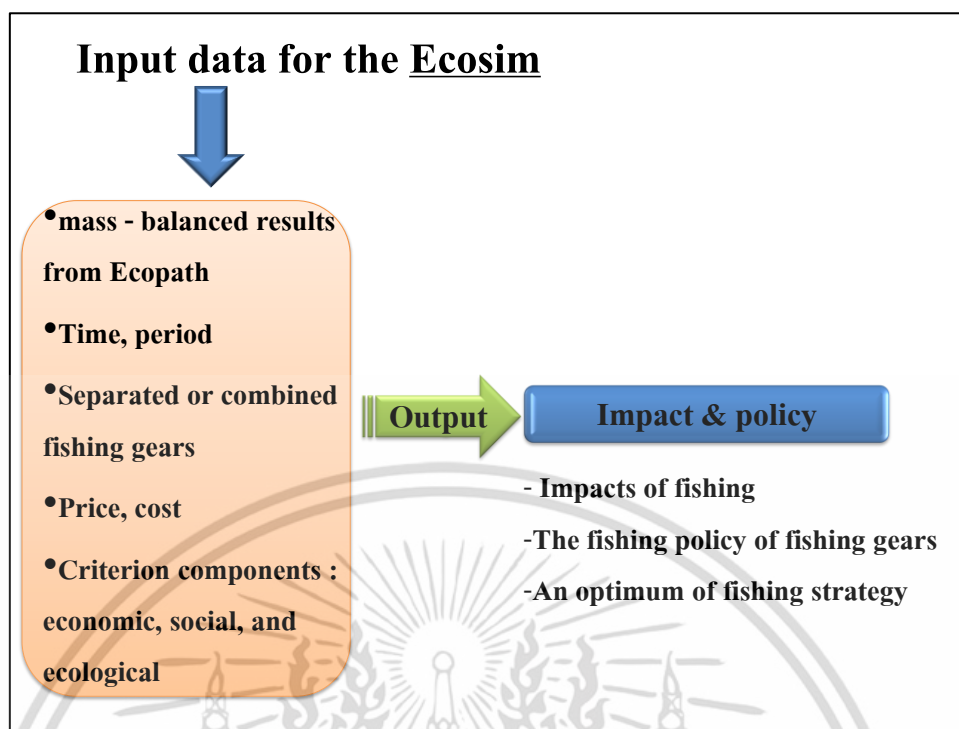 Input data for the Ecosim
•mass - balanced results
from Ecopath
•Time, period
•Separated or combined
fishing gears
•Price, cost
•Criterion components :
economic, social, and
ecological
Output
Impact & policy
- Impacts of fishing
-The fishing policy of fishing gears
-An optimum of fishing strategy